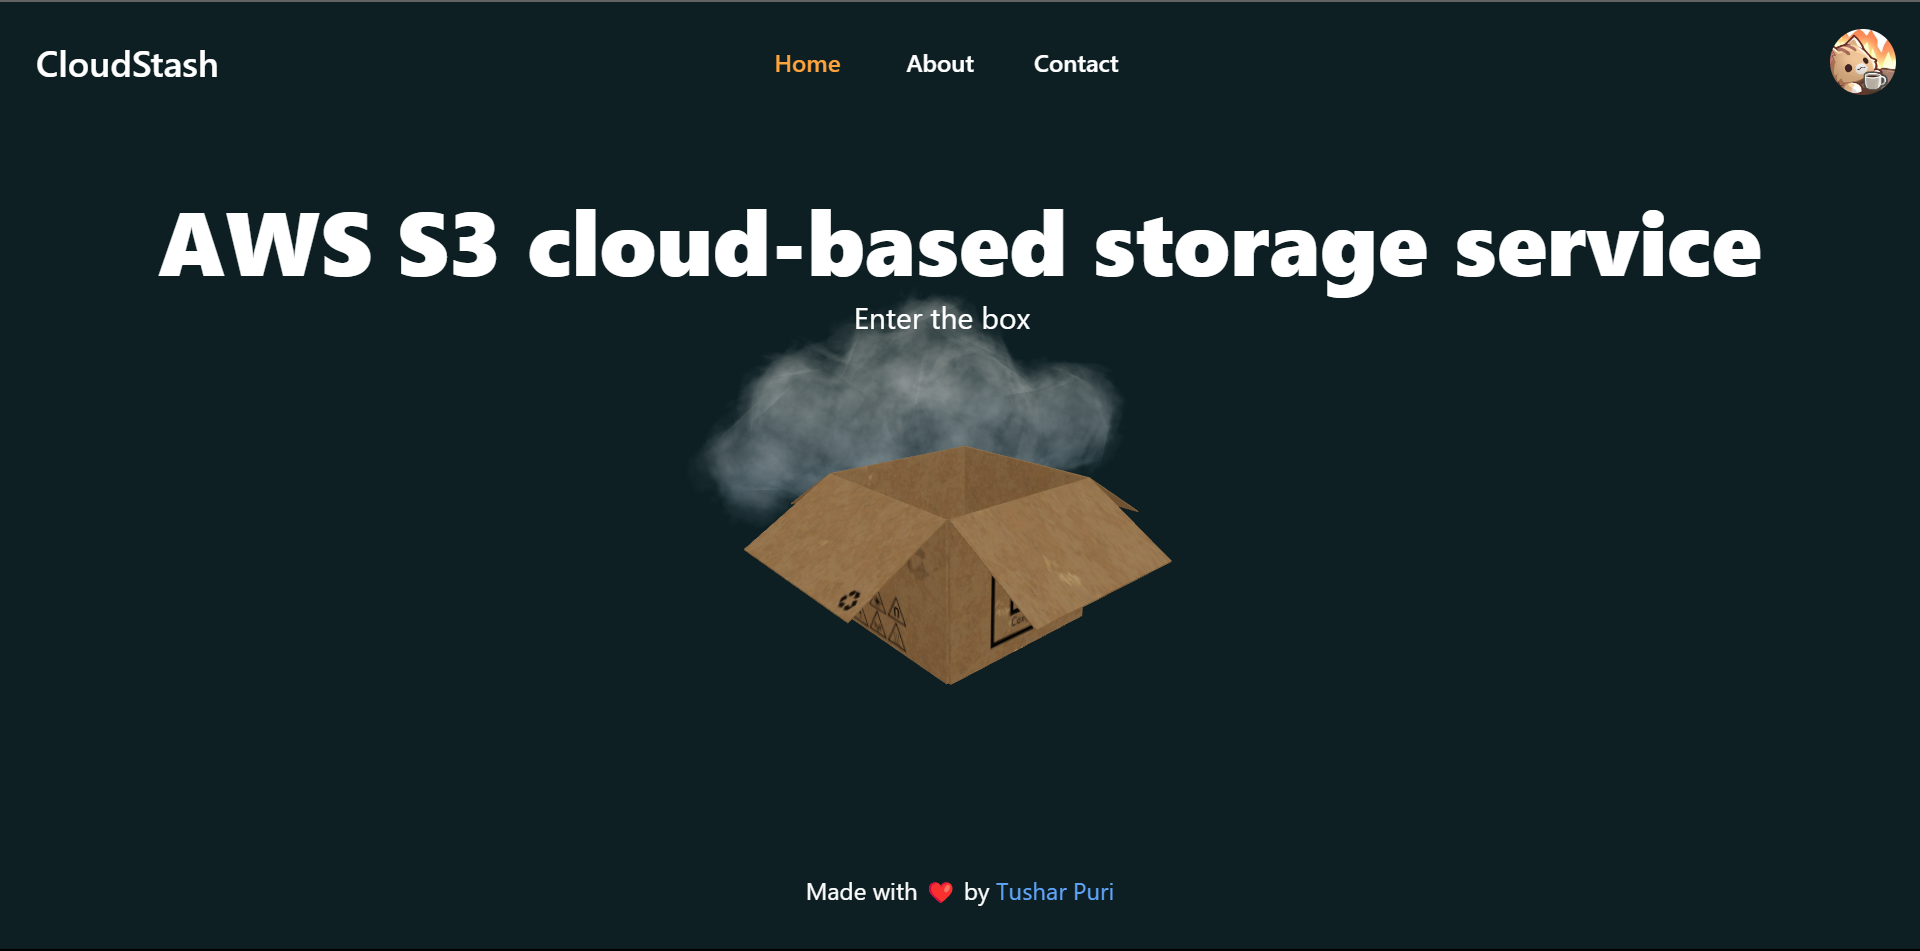 CloudStash
Home About Contact
AWS S3 cloud-based storage service
Enter the box
Made with ❤️ by Tushar Puri